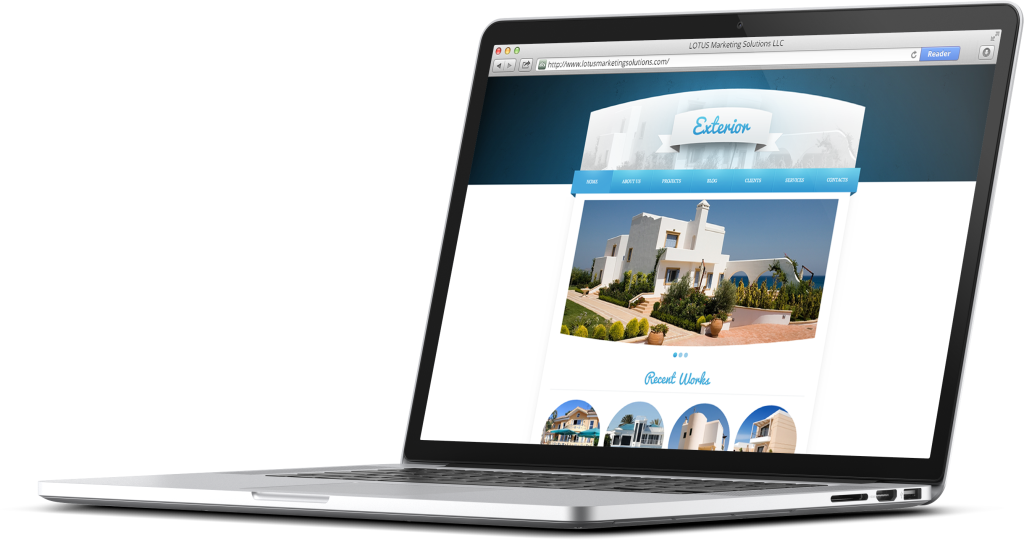 LOTUS Marketing Solutions LLC
http://www.lotusmarketingsolutions.com/
Reader
Exterior
HOME ABOUT US PROJECTS BLOG CLIENTS SERVICES CONTACTS
Recent Works